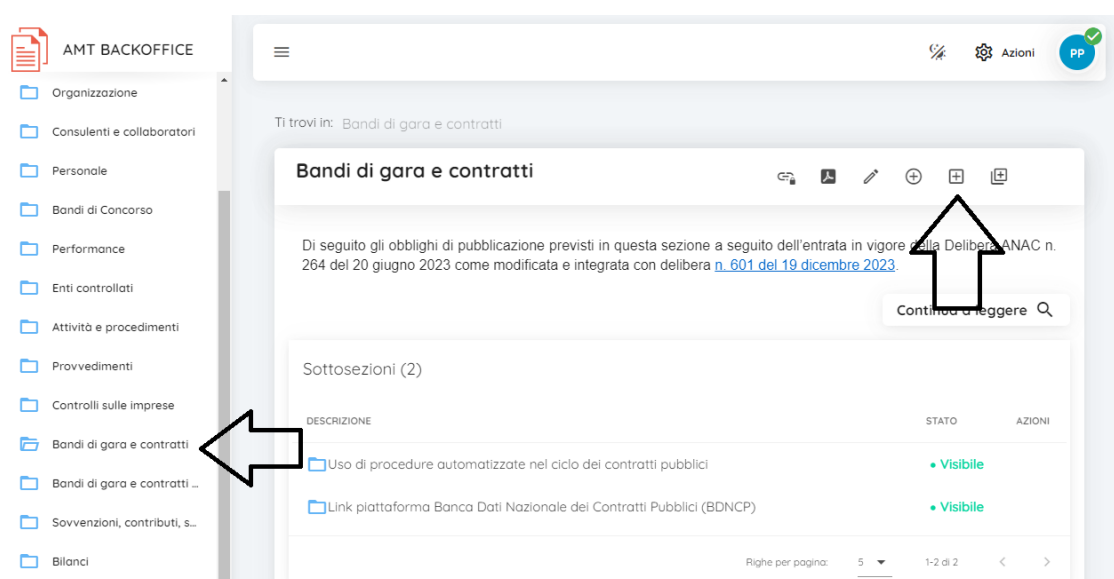 AMT BACKOFFICE
Organizzazione
Consulenti e collaboratori
Personale
Bandi di Concorso
Performance
Enti controllati
Attività e procedimenti
Provvedimenti
Controlli sulle imprese
Bandi di gara e contratti
Bandi di gara e contratti ...
Sovvenzioni, contributi, s...
Bilanci
Azioni
PP
Ti trovi in: Bandi di gara e contratti
Bandi di gara e contratti
Di seguito gli obblighi di pubblicazione previsti in questa sezione a seguito dell'entrata in vigore della Delibera ANAC n.
264 del 20 giugno 2023 come modificata e integrata con delibera n. 601 del 19 dicembre 2023.
Continua a leggere
Sottosezioni (2)
DESCRIZIONE STATO AZIONI
Uso di procedure automatizzate nel ciclo dei contratti pubblici • Visibile
Link piattaforma Banca Dati Nazionale dei Contratti Pubblici (BDNCP) • Visibile
Righe per pagina: 5 1-2 di 2